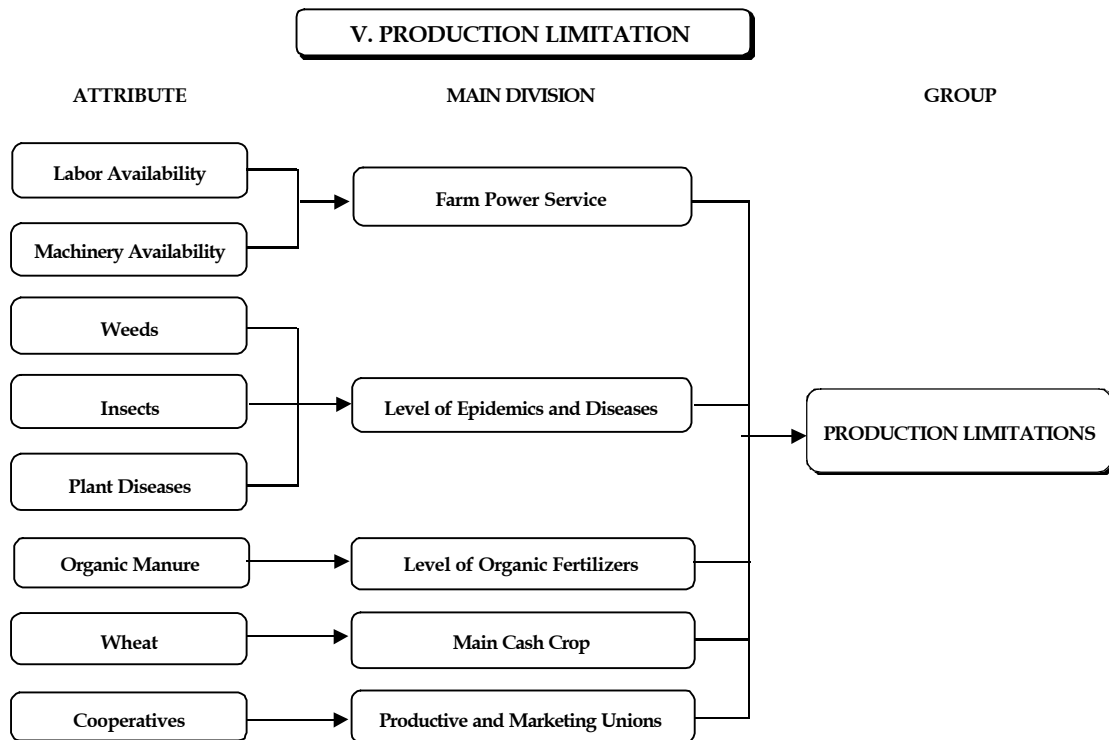 V. PRODUCTION LIMITATION
ATTRIBUTE
MAIN DIVISION
GROUP
Labor Availability
Farm Power Service
Machinery Availability
Weeds
Insects
Level of Epidemics and Diseases
PRODUCTION LIMITATIONS
Plant Diseases
Organic Manure
Level of Organic Fertilizers
Wheat
Main Cash Crop
Cooperatives
Productive and Marketing Unions